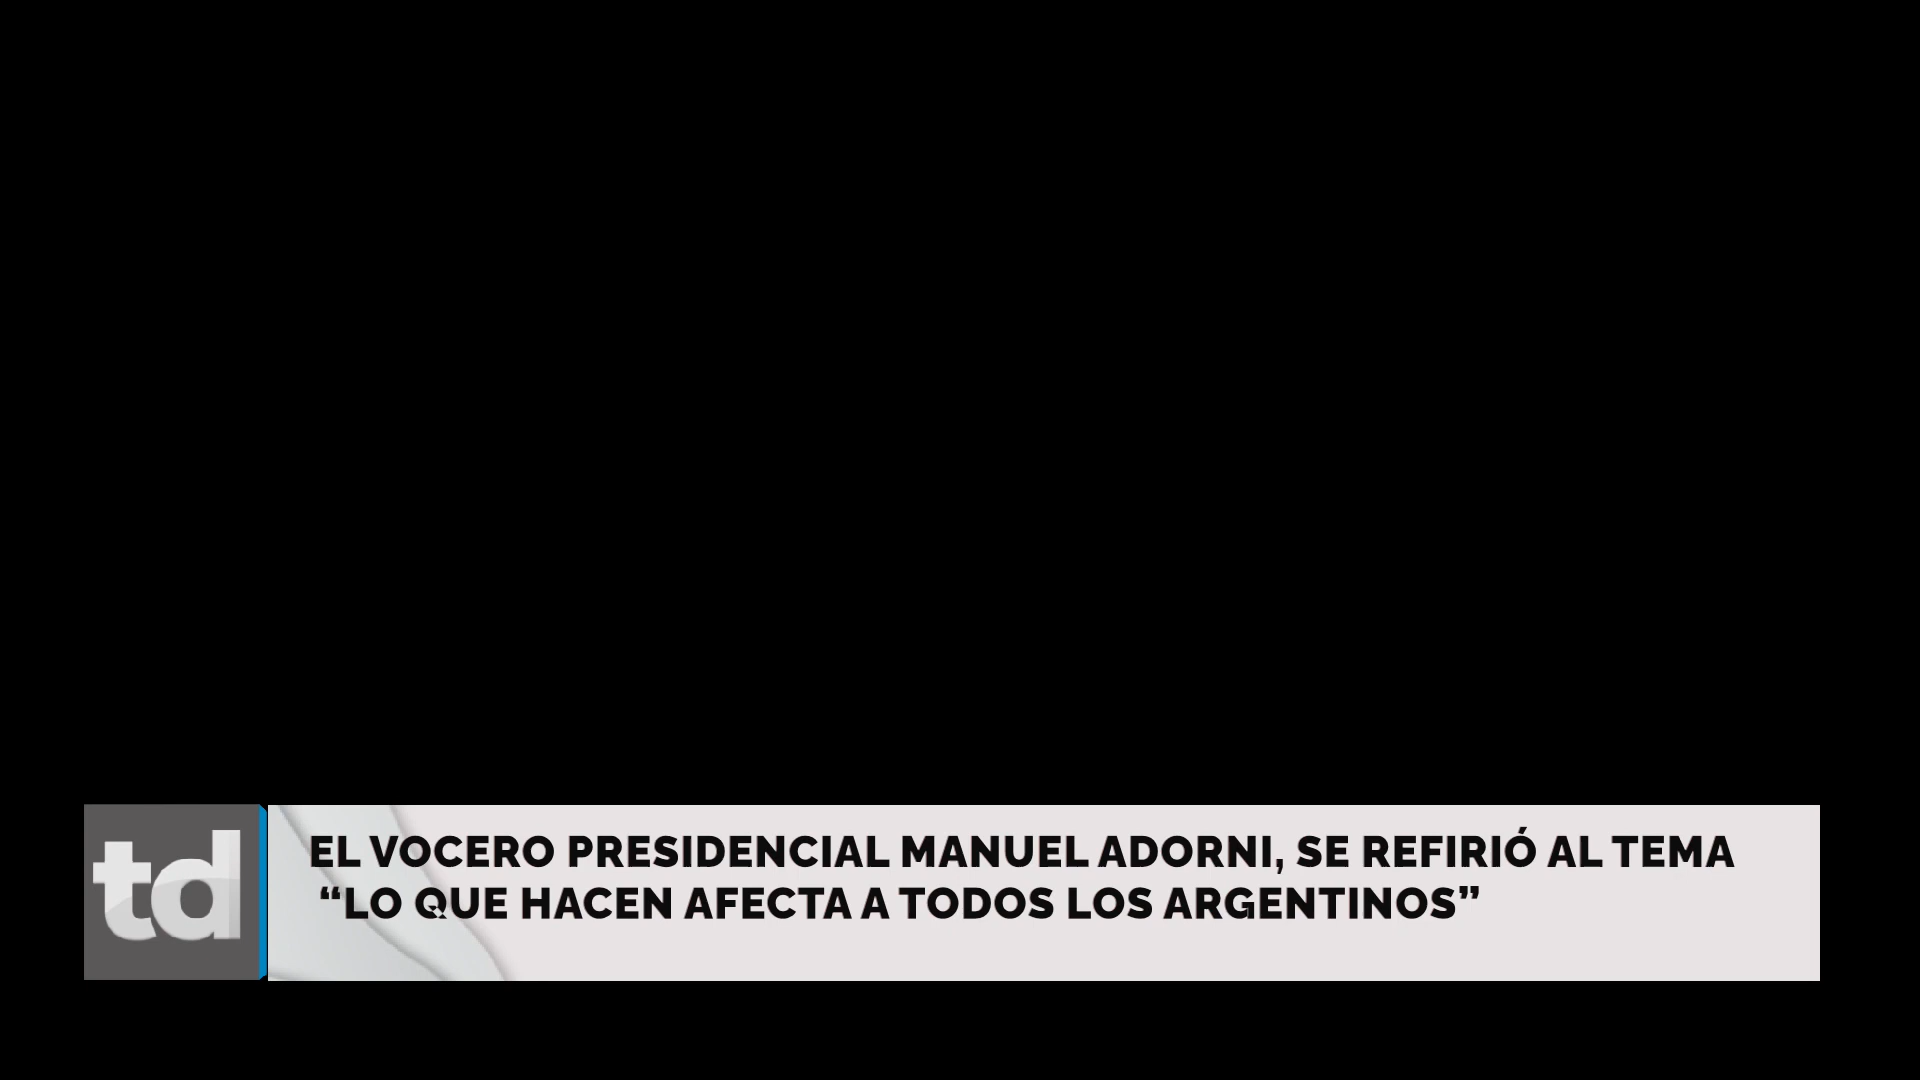 td
EL VOCERO PRESIDENCIAL MANUEL ADORNI, SE REFIRIÓ AL TEMA
“LO QUE HACEN AFECTA A TODOS LOS ARGENTINOS”